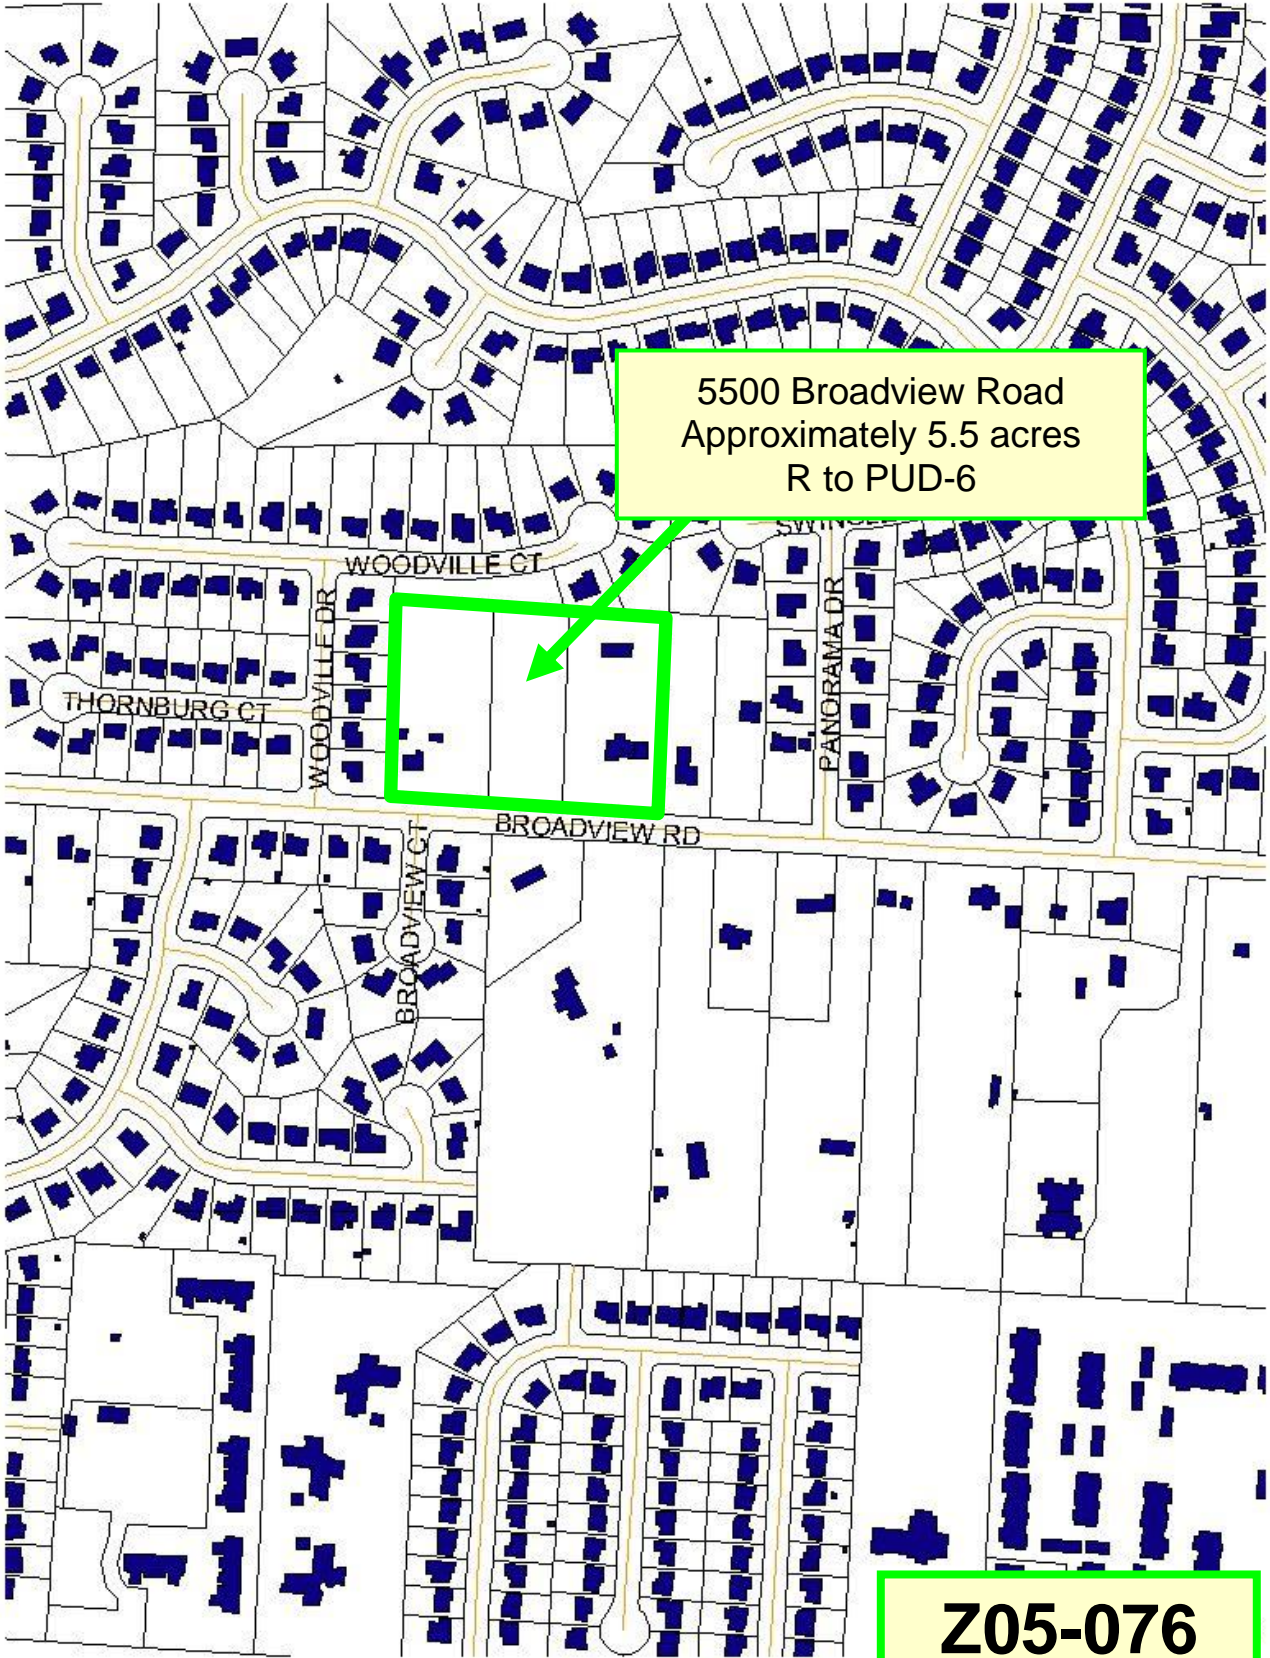 5500 Broadview Road
Approximately 5.5 acres
R to PUD-6
WOODVILLE CT
WOODVILLE DR
THORNBURG CT
PANORAMA DR
BROADVIEW RD
BROADVIEW CT
Z05-076